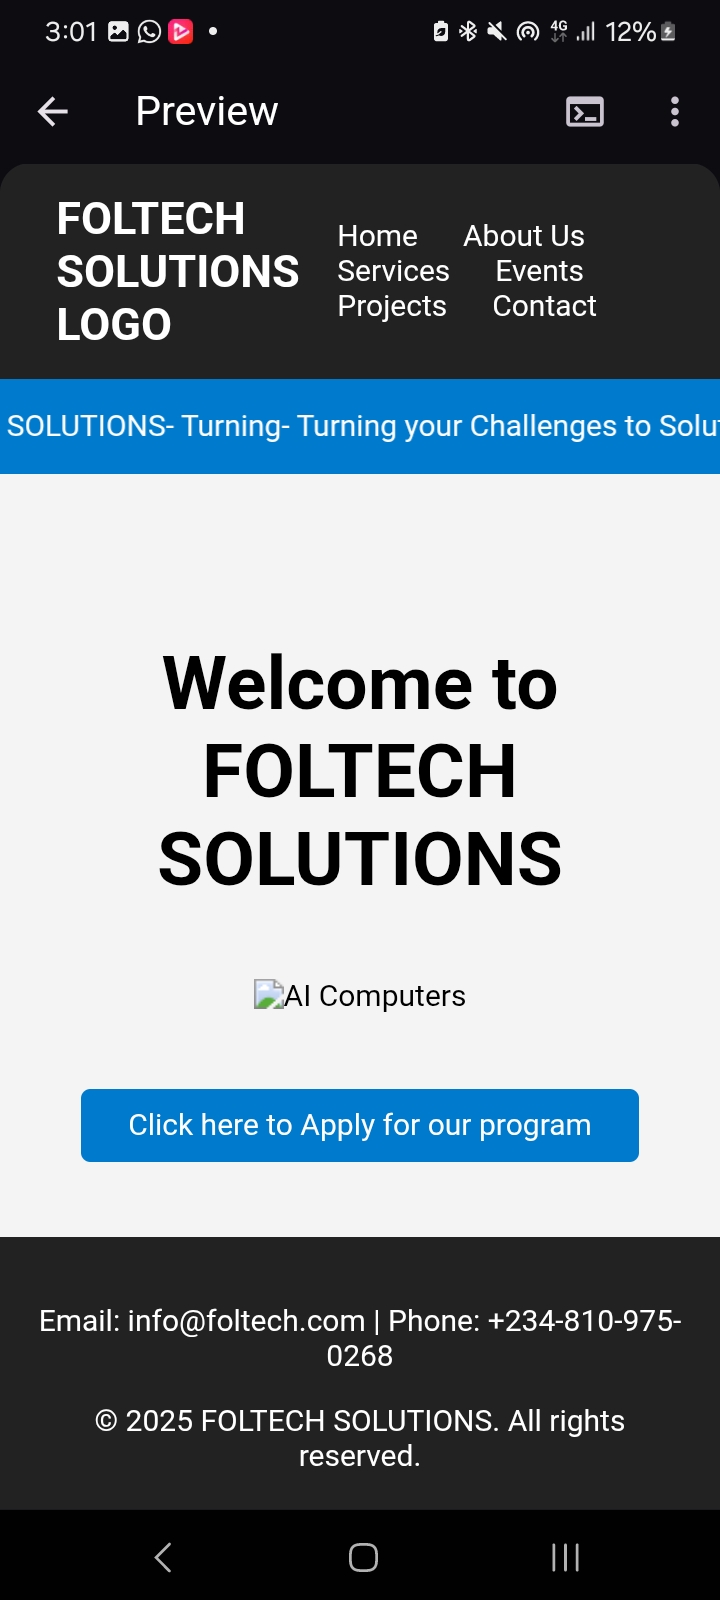 3:01
4G
12%
Preview
FOLTECH
SOLUTIONS
LOGO
Home About Us
Services Events
Projects Contact
SOLUTIONS- Turning- Turning your Challenges to Solut
Welcome to
FOLTECH
SOLUTIONS
AI Computers
Click here to Apply for our program
Email: info@foltech.com | Phone: +234-810-975-
0268
© 2025 FOLTECH SOLUTIONS. All rights
reserved.